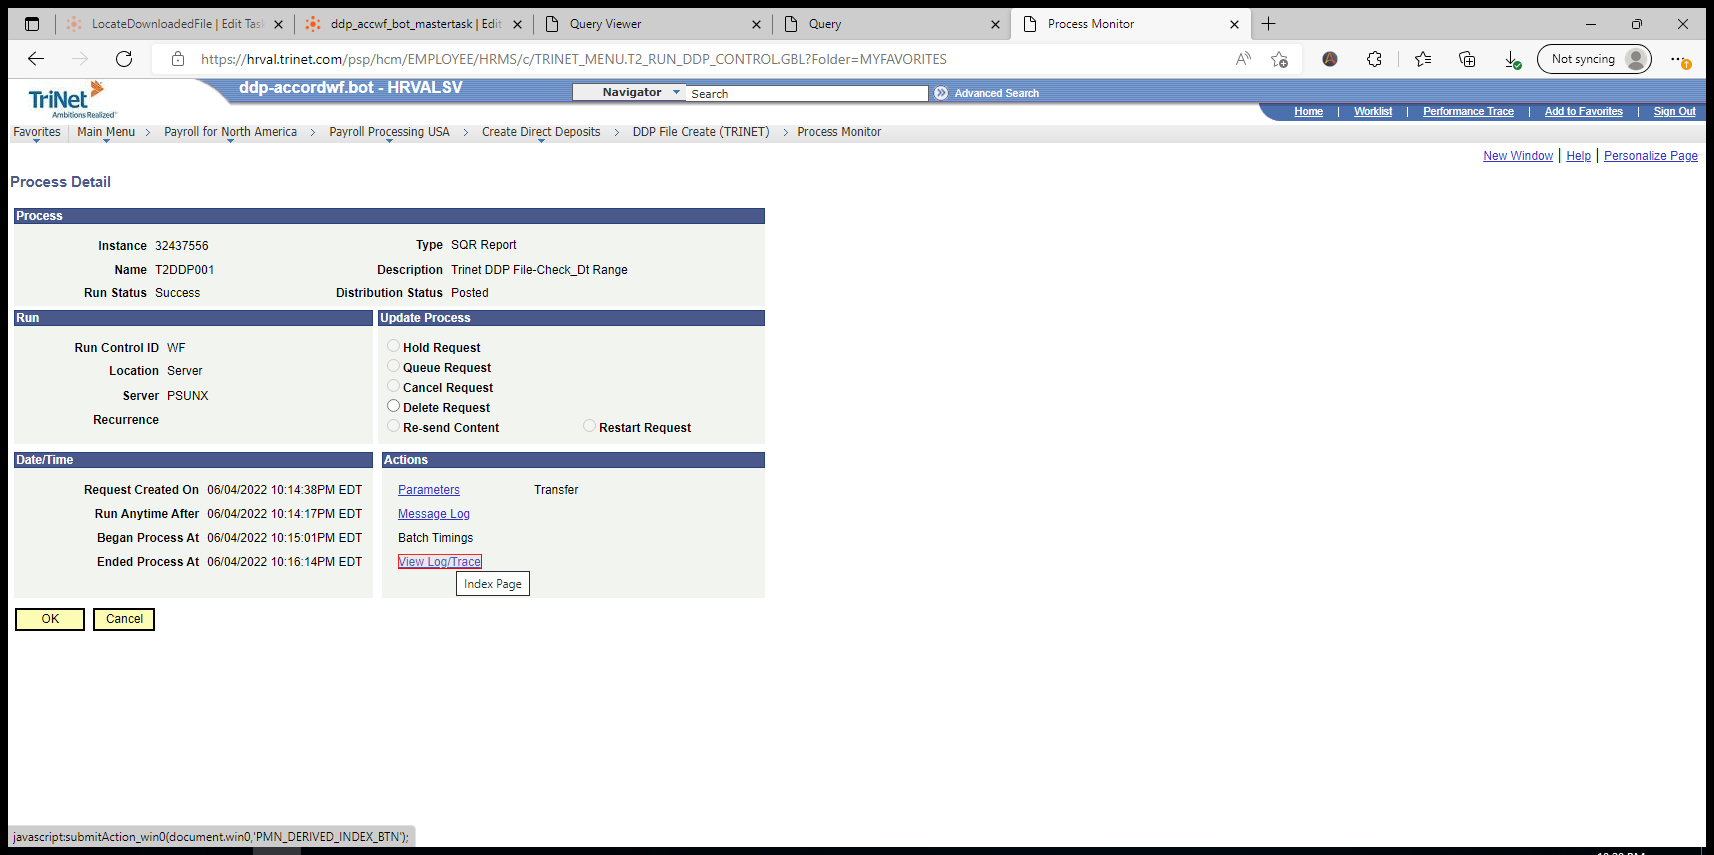 LocateDownloadedFile | Edit Tas
ddp_accwf_bot_mastertask | Edit
Query Viewer
Query
Process Monitor
https://hrval.trinet.com/psp/hcm/EMPLOYEE/HRMS/c/TRINET_MENU.T2_RUN_DDP_CONTROL.GBL?Folder=MYFAVORITES
Not syncing
TriNet
Ambitions Realized
ddp-accordwf.bot - HRVALSV
Navigator
Search
Advanced Search
Home | Worklist | Performance Trace | Add to Favorites | Sign Out
Favorites Main Menu > Payroll for North America > Payroll Processing USA > Create Direct Deposits > DDP File Create (TRINET) > Process Monitor
New Window | Help | Personalize Page
Process Detail
Process
Instance 32437556 Type SQR Report
Name T2DDP001 Description Trinet DDP File-Check_Dt Range
Run Status Success Distribution Status Posted
Run
Run Control ID WF
Location Server
Server PSUNX
Recurrence
Update Process
Hold Request
Queue Request
Cancel Request
Delete Request
Re-send Content Restart Request
Date/Time
Request Created On 06/04/2022 10:14:38PM EDT
Run Anytime After 06/04/2022 10:14:17PM EDT
Began Process At 06/04/2022 10:15:01PM EDT
Ended Process At 06/04/2022 10:16:14PM EDT
Actions
Parameters Transfer
Message Log
Batch Timings
View Log/Trace
Index Page
OK Cancel
javascript:submitAction_win0(document.win0,'PMN_DERIVED_INDEX_BTN');